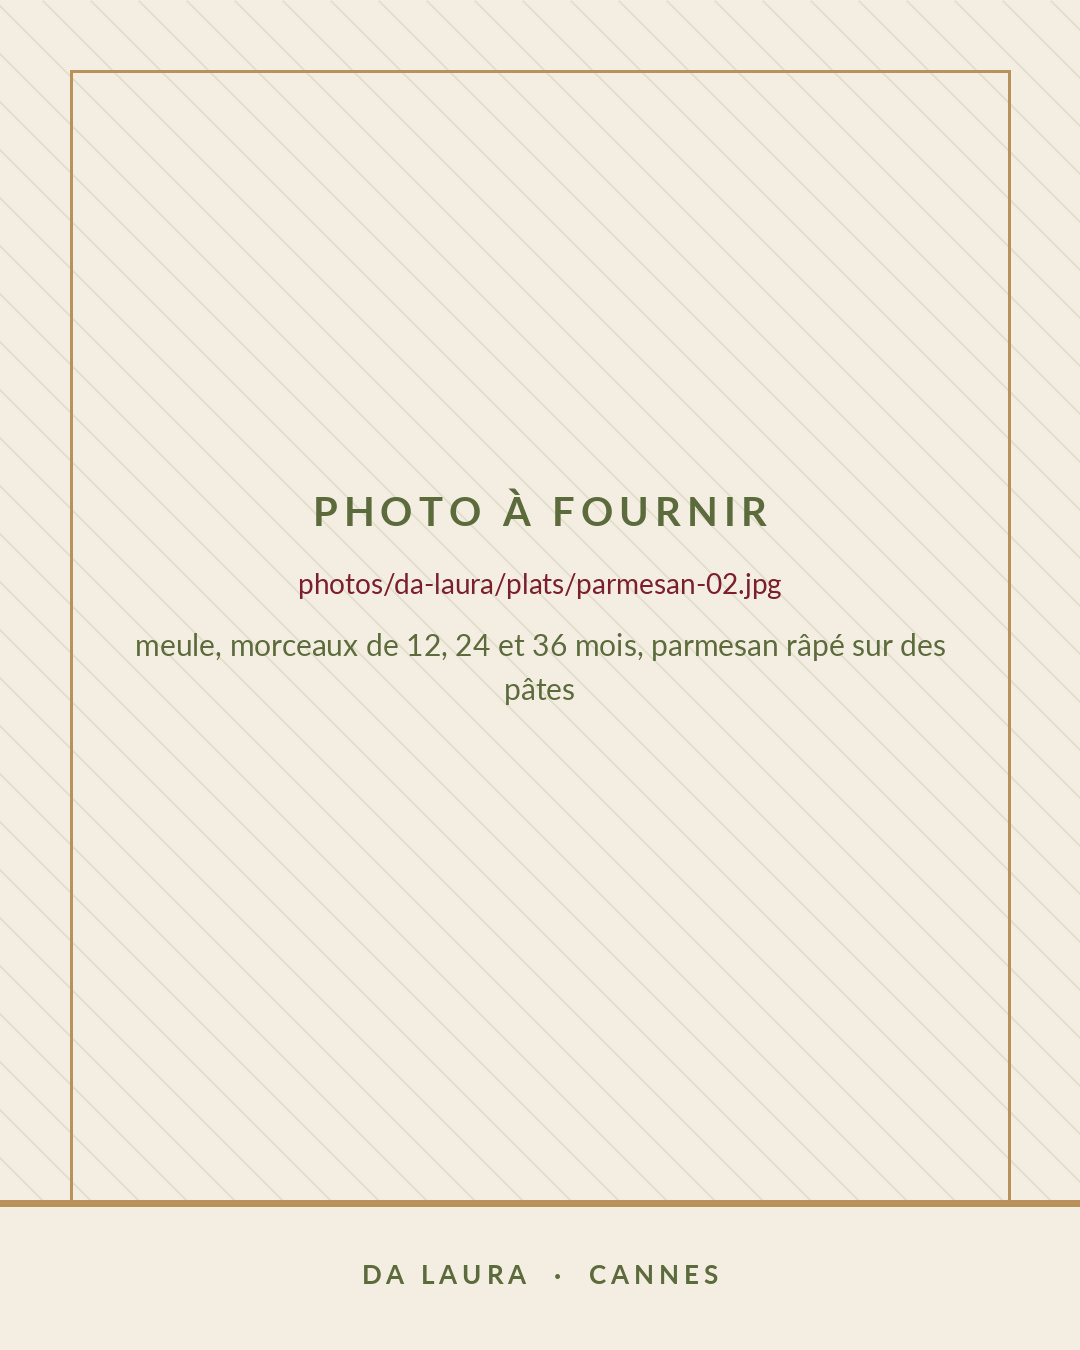 PHOTO À FOURNIR
photos/da-laura/plats/parmesan-02.jpg
meule, morceaux de 12, 24 et 36 mois, parmesan râpé sur des
pâtes
DA LAURA · CANNES